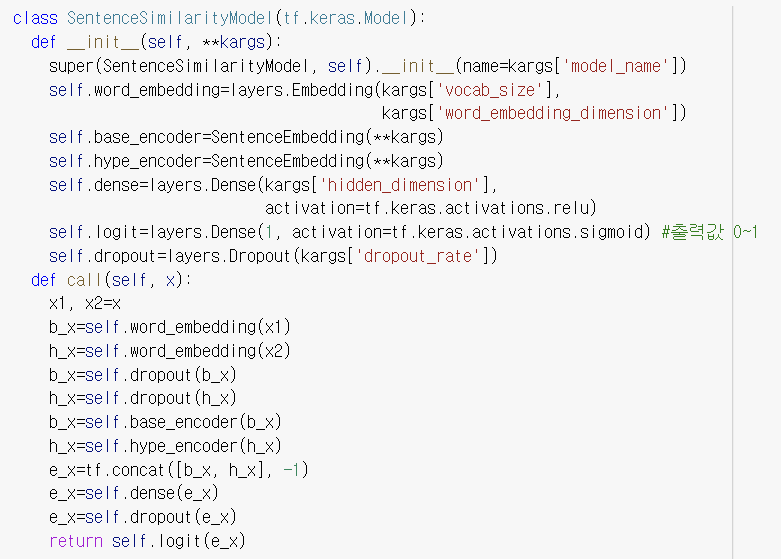 class SentenceSimilarityModel(tf.keras.Model):
  def __init__(self, **kargs):
    super(SentenceSimilarityModel, self).__init__(name=kargs['model_name'])
    self.word_embedding=layers.Embedding(kargs['vocab_size'],
                                         kargs['word_embedding_dimension'])
    self.base_encoder=SentenceEmbedding(**kargs)
    self.hype_encoder=SentenceEmbedding(**kargs)
    self.dense=layers.Dense(kargs['hidden_dimension'],
                            activation=tf.keras.activations.relu)
    self.logit=layers.Dense(1, activation=tf.keras.activations.sigmoid) #출력값 0~1
    self.dropout=layers.Dropout(kargs['dropout_rate'])
  def call(self, x):
    x1, x2=x
    b_x=self.word_embedding(x1)
    h_x=self.word_embedding(x2)
    b_x=self.dropout(b_x)
    h_x=self.dropout(h_x)
    b_x=self.base_encoder(b_x)
    h_x=self.hype_encoder(h_x)
    e_x=tf.concat([b_x, h_x], -1)
    e_x=self.dense(e_x)
    e_x=self.dropout(e_x)
    return self.logit(e_x)